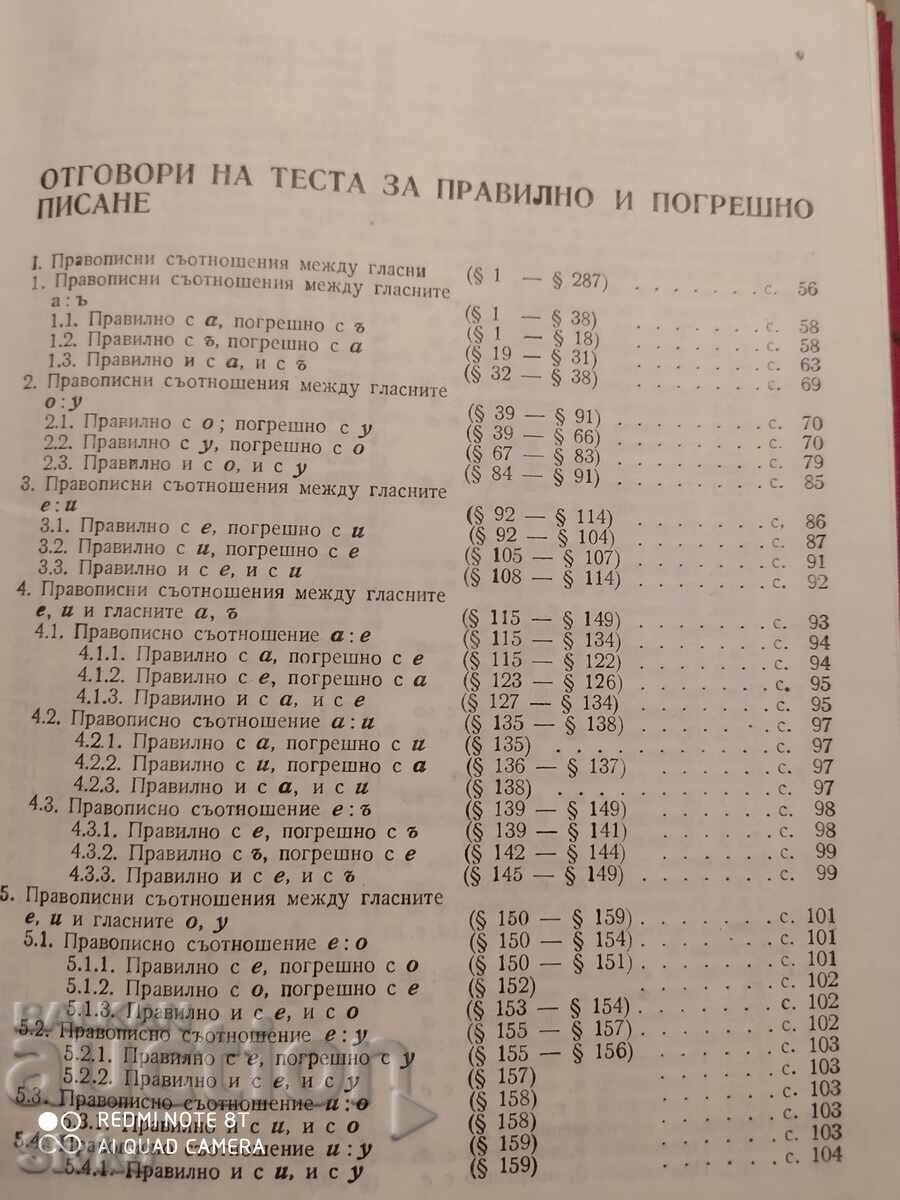 ОТГОВОРИ НА ТЕСТА ЗА ПРАВИЛНО И ПОГРЕШНО
ПИСАНЕ
1. Правописни съотношения между гласни (§ 1 — § 287) . . . . . . . с. 56
1. Правописни съотношения между гласните
а:ъ (§ 1 — § 38) . . . . . . . с. 58
1.1. Правилно с а, погрешно с ъ (§ 1 — § 18) . . . . . . . с. 58
1.2. Правилно с ъ, погрешно с а (§ 19 — § 31) . . . . . . . с. 63
1.3. Правилно и с а, и с ъ (§ 32 — § 38) . . . . . . . с. 69
2. Правописни съотношения между гласните
о:у (§ 39 — § 91) . . . . . . . с. 70
2.1. Правилно с о; погрешно с у (§ 39 — § 66) . . . . . . . с. 70
2.2. Правилно с у, погрешно с о (§ 67 — § 83) . . . . . . . с. 79
2.3. Правилно и с о, и с у (§ 84 — § 91) . . . . . . . с. 85
3. Правописни съотношения между гласните
е:и (§ 92 — § 114) . . . . . . . с. 86
3.1. Правилно с е, погрешно с и (§ 92 — § 104) . . . . . . . с. 87
3.2. Правилно с и, погрешно с е (§ 105 — § 107) . . . . . . . с. 91
3.3. Правилно и с е, и с и (§ 108 — § 114) . . . . . . . с. 92
4. Правописни съотношения между гласните
е, и и гласните а, ъ (§ 115 — § 149) . . . . . . . с. 93
4.1. Правописно съотношение а:е (§ 115 — § 134) . . . . . . . с. 94
4.1.1. Правилно с а, погрешно с е (§ 115 — § 122) . . . . . . . с. 94
4.1.2. Правилно с е, погрешно с а (§ 123 — § 126) . . . . . . . с. 95
4.1.3. Правилно и с а, и с е (§ 127 — § 134) . . . . . . . с. 95
4.2. Правописно съотношение а:и (§ 135 — § 138) . . . . . . . с. 97
4.2.1. Правилно с а, погрешно с и (§ 135) . . . . . . . . . . с. 97
4.2.2. Правилно с и, погрешно с а (§ 136 — § 137) . . . . . . . с. 97
4.2.3. Правилно и с а, и с и (§ 138) . . . . . . . . . . с. 97
4.3. Правописно съотношение е:ъ (§ 139 — § 149) . . . . . . . с. 98
4.3.1. Правилно с е, погрешно с ъ (§ 139 — § 141) . . . . . . . с. 98
4.3.2. Правилно с ъ, погрешно с е (§ 142 — § 144) . . . . . . . с. 99
4.3.3. Правилно и с е, и с ъ (§ 145 — § 149) . . . . . . . с. 99
5. Правописни съотношения между гласните
е, и и гласните о, у (§ 150 — § 159) . . . . . . . с. 101
5.1. Правописно съотношение е:о (§ 150 — § 154) . . . . . . . с. 101
5.1.1. Правилно с е, погрешно с о (§ 150 — § 151) . . . . . . . с. 101
5.1.2. Правилно с о, погрешно с е (§ 152) . . . . . . . с. 102
5.1.3. Правилно и с е, и с о (§ 153 — § 154) . . . . . . . с. 102
5.2. Правописно съотношение е:у (§ 155 — § 157) . . . . . . . с. 102
5.2.1. Правилно с е, погрешно с у (§ 155 — § 156) . . . . . . . с. 103
5.2.2. Правилно и с е, и с у (§ 157) . . . . . . . с. 103
5.3. Правописно съотношение и:о (§ 158) . . . . . . . с. 103
5.3.1. Правилно и с и, и с о (§ 158) . . . . . . . с. 103
5.4. Правописно съотношение и:у (§ 159) . . . . . . . с. 103
5.4.1. Правилно и с и, и с у (§ 159) . . . . . . . с. 104
BALKAN
auction
REDMI NOTE 8T
AI QUAD CAMERA